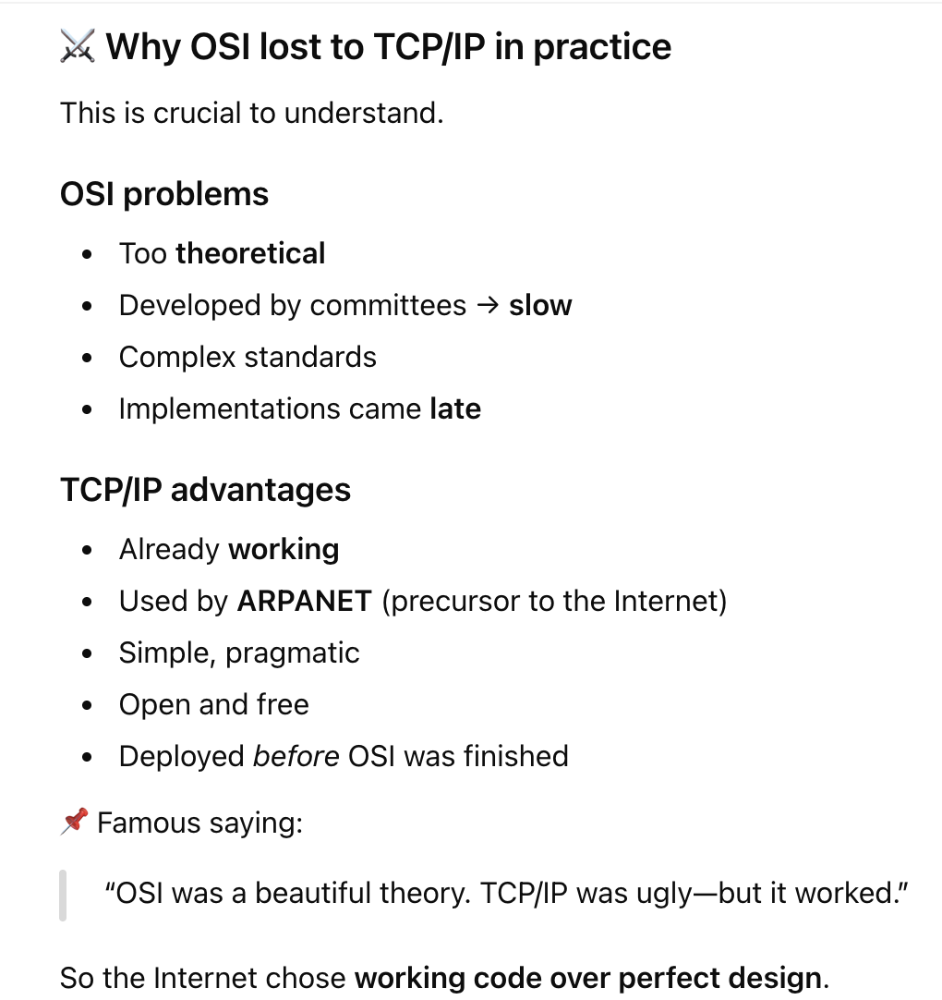 ⚔️ Why OSI lost to TCP/IP in practice
This is crucial to understand.
OSI problems
• Too theoretical
• Developed by committees → slow
• Complex standards
• Implementations came late
TCP/IP advantages
• Already working
• Used by ARPANET (precursor to the Internet)
• Simple, pragmatic
• Open and free
• Deployed before OSI was finished
📌 Famous saying:
“OSI was a beautiful theory. TCP/IP was ugly—but it worked.”
So the Internet chose working code over perfect design.